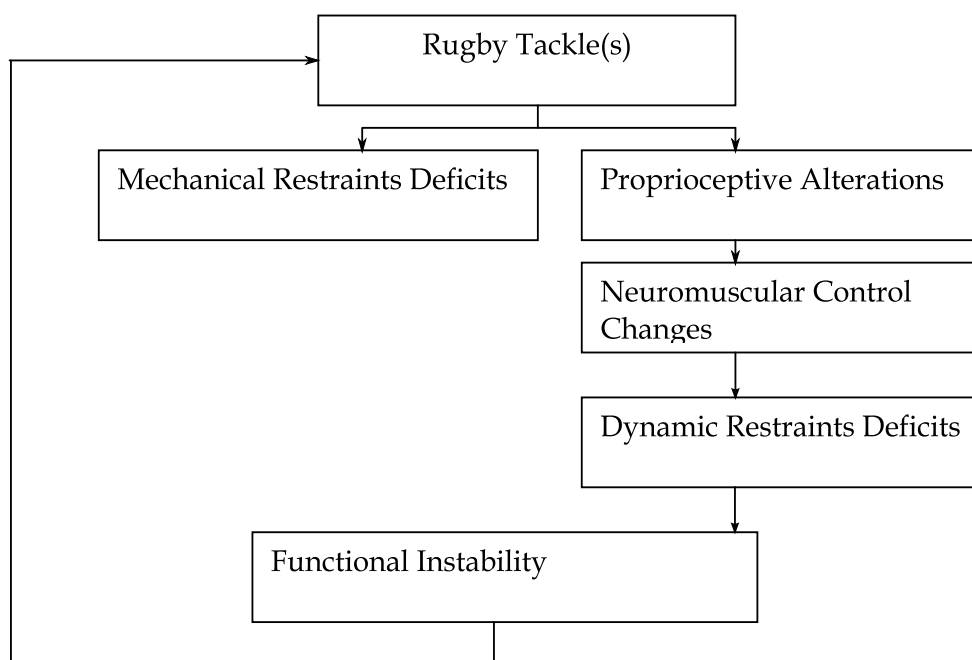 Rugby Tackle(s)
Mechanical Restraints Deficits
Proprioceptive Alterations
Neuromuscular Control
Changes
Dynamic Restraints Deficits
Functional Instability